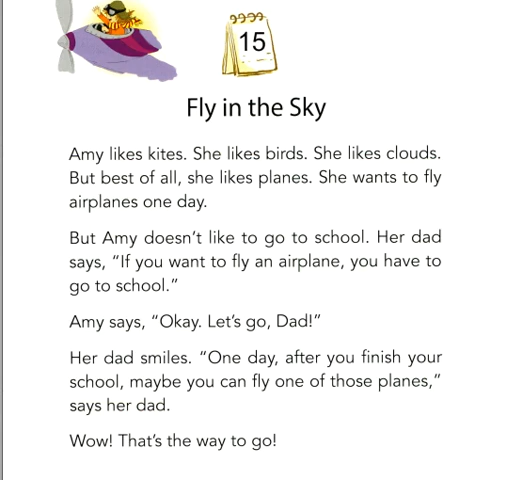 15
Fly in the Sky
Amy likes kites. She likes birds. She likes clouds.
But best of all, she likes planes. She wants to fly
airplanes one day.
But Amy doesn't like to go to school. Her dad
says, “If you want to fly an airplane, you have to
go to school.”
Amy says, “Okay. Let's go, Dad!”
Her dad smiles. “One day, after you finish your
school, maybe you can fly one of those planes,”
says her dad.
Wow! That's the way to go!